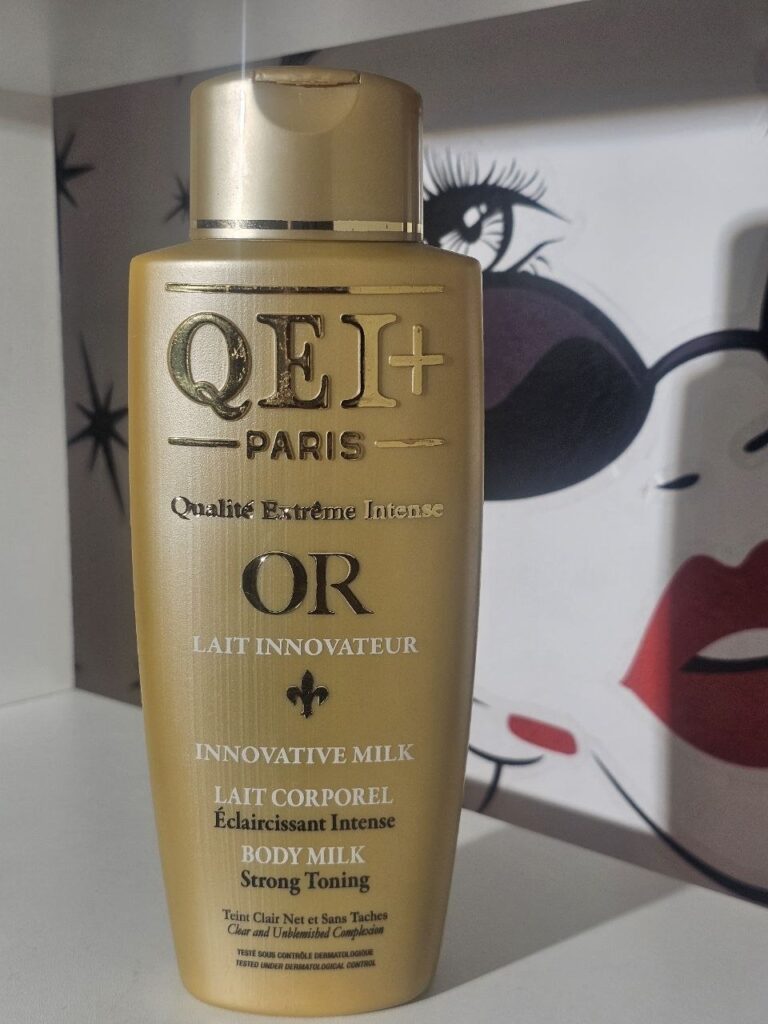 QEI+
PARIS
Qualité Extrême Intense
OR
LAIT INNOVATEUR
INNOVATIVE MILK
LAIT CORPOREL
Éclaircissant Intense
BODY MILK
Strong Toning
Teint Clair Net et Sans Taches
Clear and Unblemished Complexion
TESTÉ SOUS CONTRÔLE DERMATOLOGIQUE
TESTED UNDER DERMATOLOGICAL CONTROL